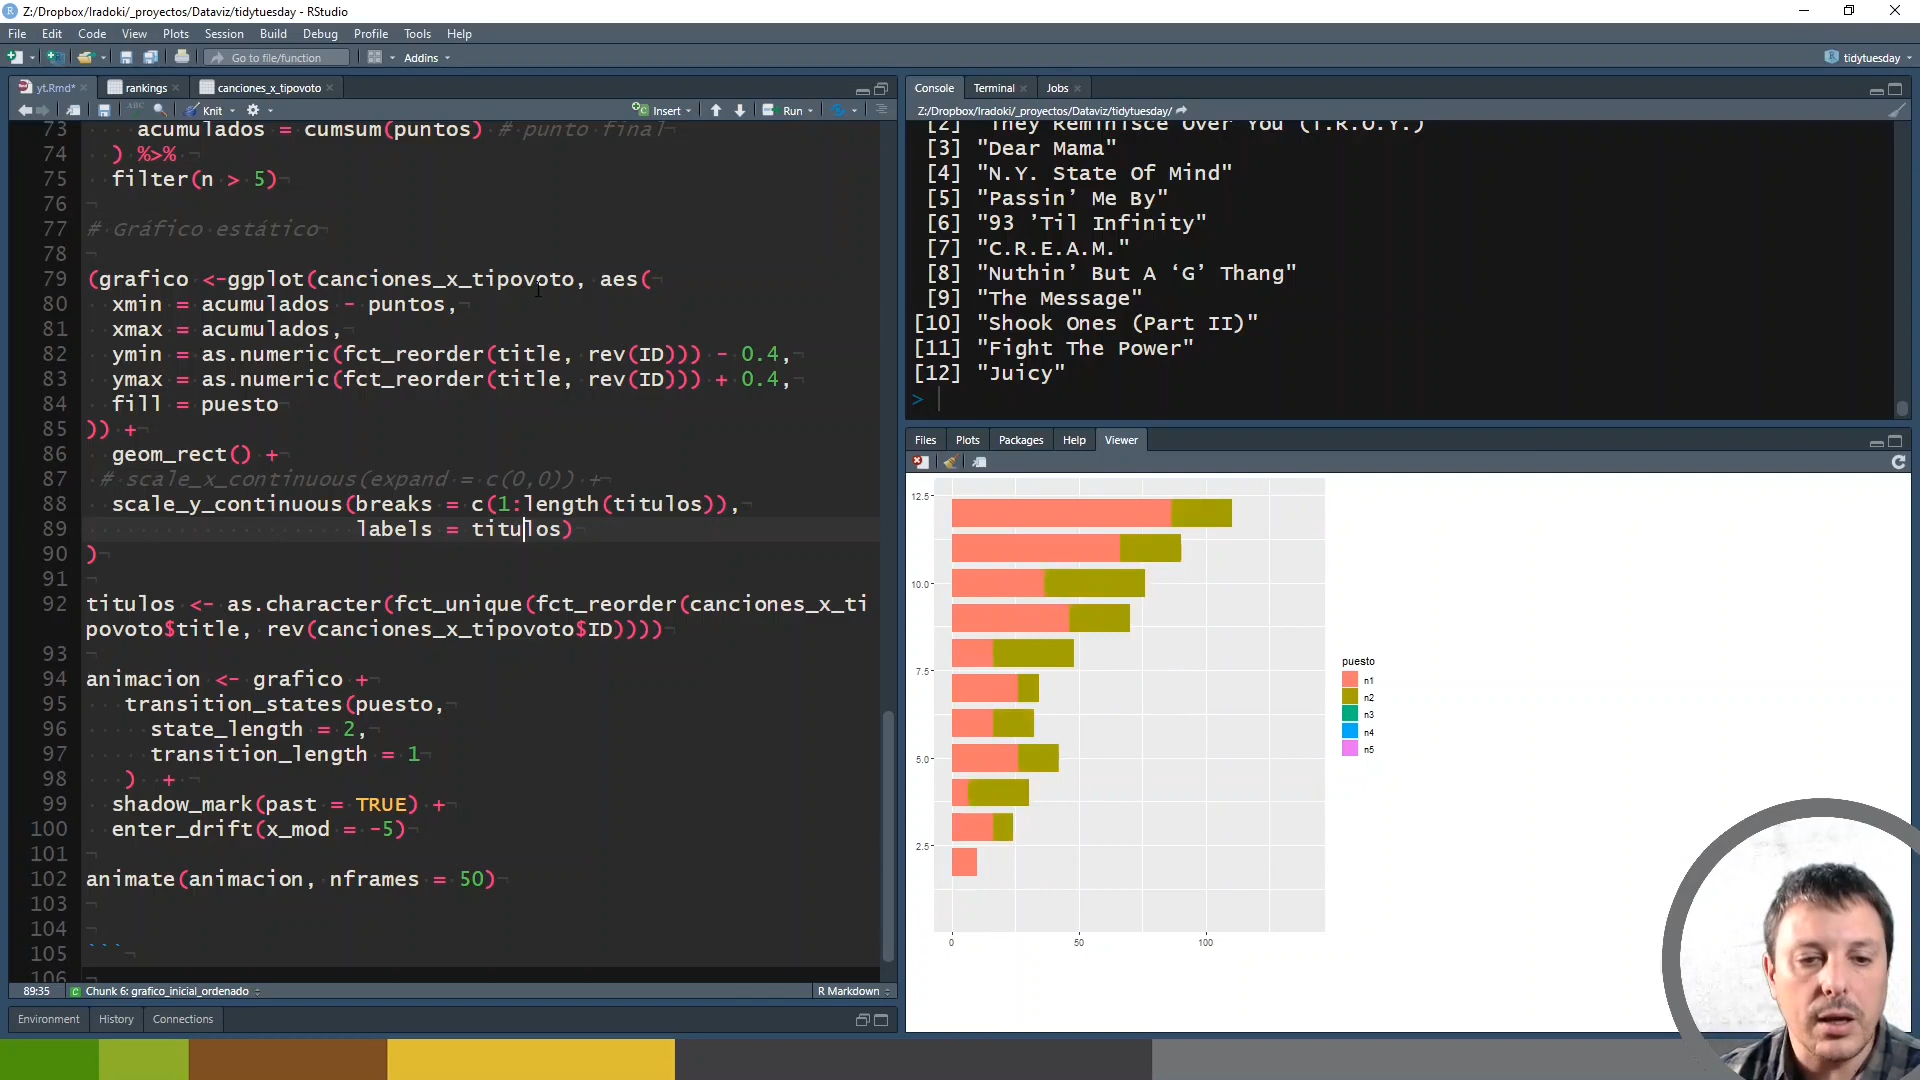 Z:/Dropbox/Iradoki/_proyectos/Dataviz/tidytuesday - RStudio
File Edit Code View Plots Session Build Debug Profile Tools Help
Go to file/function Addins tidytuesday
yt.Rmd* rankings canciones_x_tipovoto
Knit Insert Run
73 acumulados = cumsum(puntos) # punto final
74 ) %>%
75 filter(n > 5)
76
77 # Gráfico estático
78
79 (grafico <-ggplot(canciones_x_tipovoto, aes(
80 xmin = acumulados - puntos,
81 xmax = acumulados,
82 ymin = as.numeric(fct_reorder(title, rev(ID))) - 0.4,
83 ymax = as.numeric(fct_reorder(title, rev(ID))) + 0.4,
84 fill = puesto
85 )) +
86 geom_rect() +
87 # scale_x_continuous(expand = c(0,0)) +
88 scale_y_continuous(breaks = c(1:length(titulos)),
89 labels = titulos)
90 )
91
92 titulos <- as.character(fct_unique(fct_reorder(canciones_x_ti
povoto$title, rev(canciones_x_tipovoto$ID))))
93
94 animacion <- grafico +
95 transition_states(puesto,
96 state_length = 2,
97 transition_length = 1
98 ) +
99 shadow_mark(past = TRUE) +
100 enter_drift(x_mod = -5)
101
102 animate(animacion, nframes = 50)
103
104
105 ```
106
89:35 Chunk 6: grafico_inicial_ordenado R Markdown
Environment History Connections
Console Terminal Jobs
Z:/Dropbox/Iradoki/_proyectos/Dataviz/tidytuesday/
[2] "They Reminisce Over You (T.R.O.Y.)
[3] "Dear Mama"
[4] "N.Y. State Of Mind"
[5] "Passin’ Me By"
[6] "93 ’Til Infinity"
[7] "C.R.E.A.M."
[8] "Nuthin’ But A ‘G’ Thang"
[9] "The Message"
[10] "Shook Ones (Part II)"
[11] "Fight The Power"
[12] "Juicy"
>
Files Plots Packages Help Viewer
12.5
10.0
7.5
5.0
2.5
0 50 100
puesto
n1
n2
n3
n4
n5